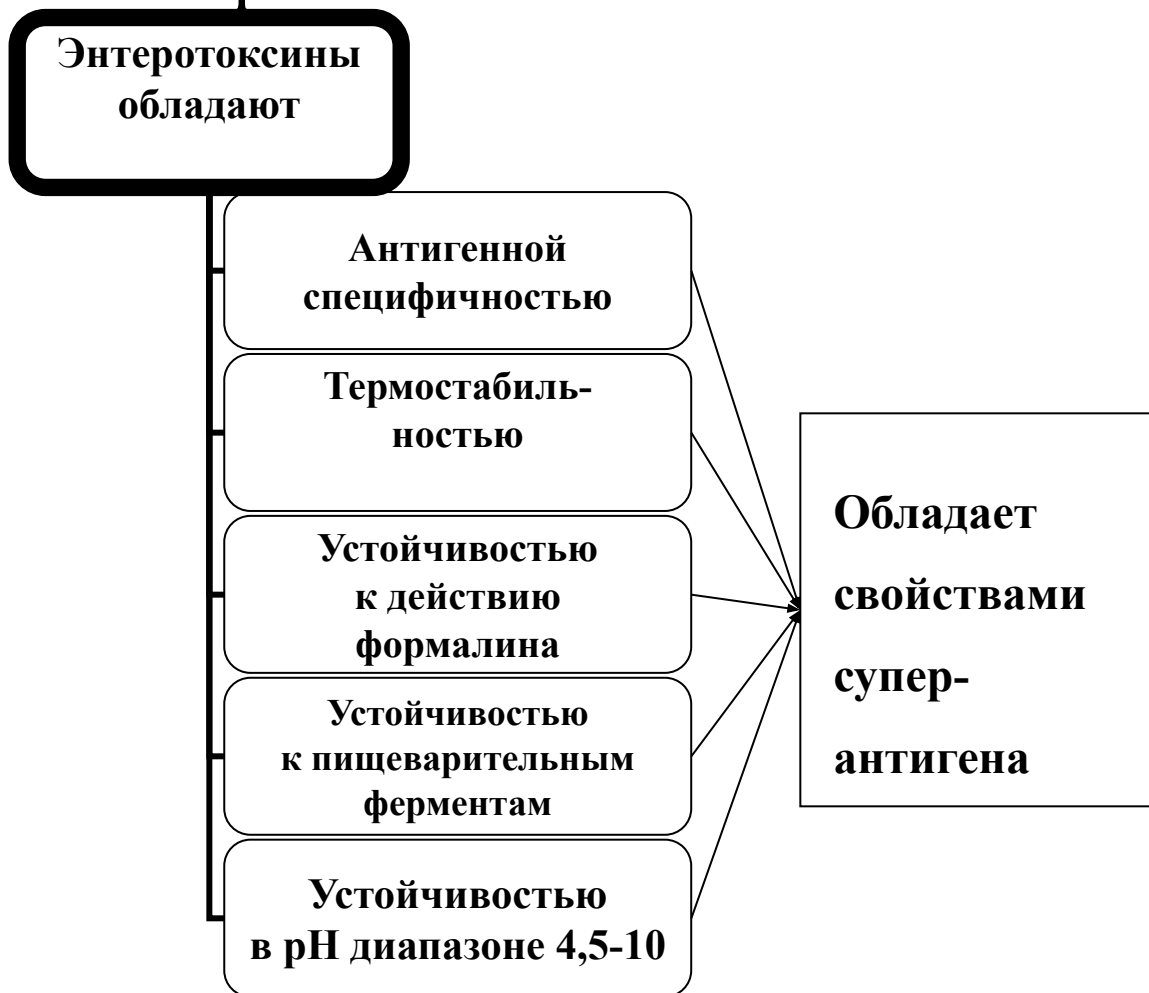 Энтеротоксины
обладают
Антигенной
специфичностью
Термостабиль-
ностью
Устойчивостью
к действию
формалина
Устойчивостью
к пищеварительным
ферментам
Устойчивостью
в рН диапазоне 4,5-10
Обладает
свойствами
супер-
антигена